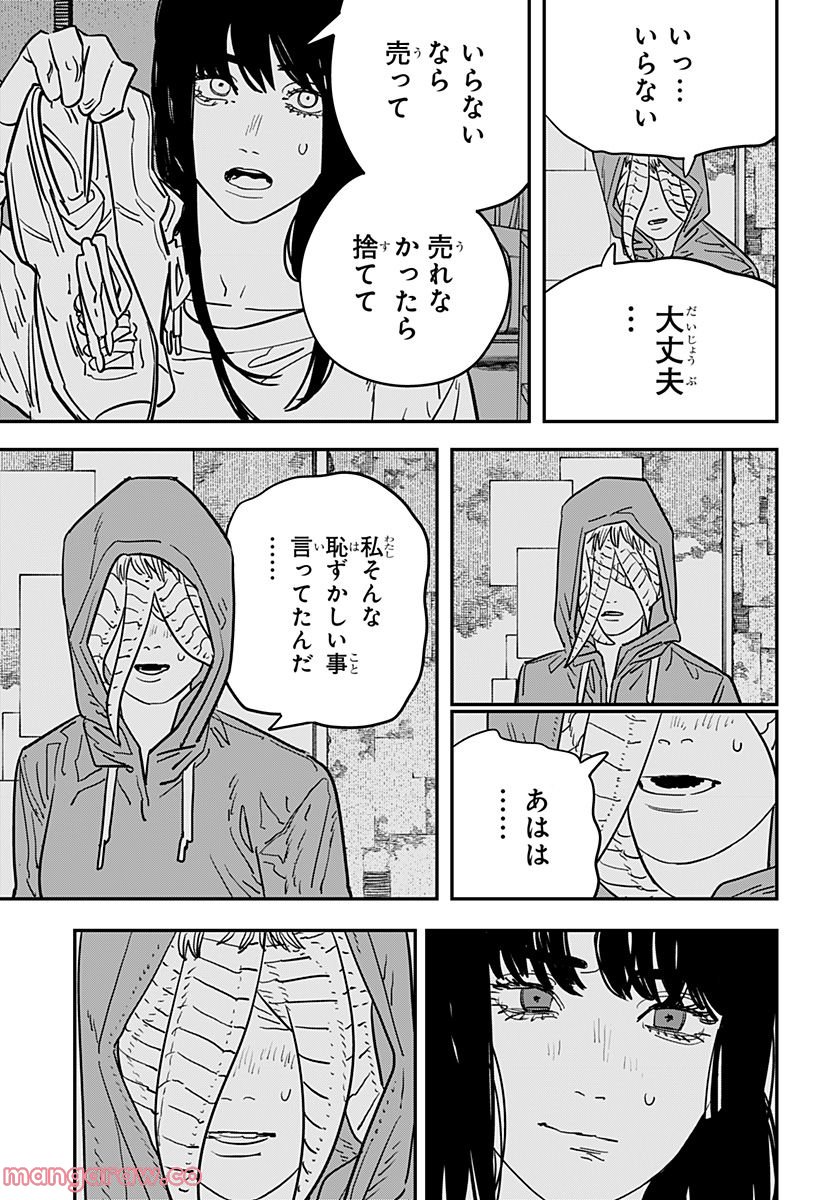 いっ…
いらない
大丈夫
…
いらない
なら
売って
売れな
かったら
捨てて
あはは
……
私そんな
恥ずかしい事
言ってたんだ
……
mangaraw.co